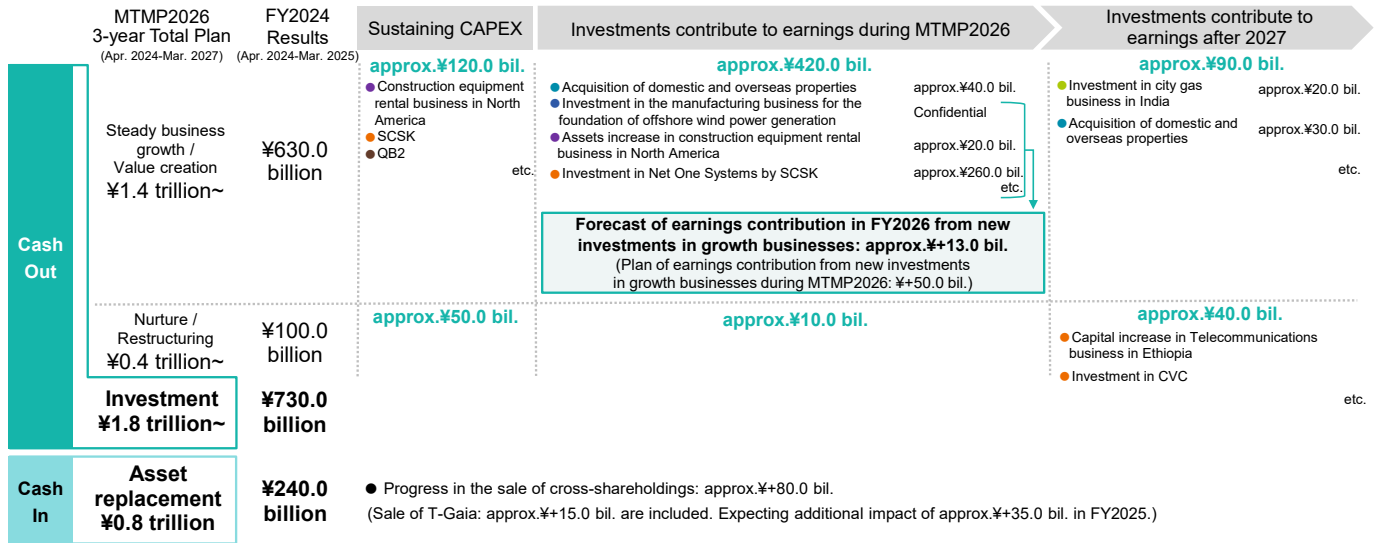 MTMP2026
3-year Total Plan
(Apr. 2024-Mar. 2027)
FY2024
Results
(Apr. 2024-Mar. 2025)
Sustaining CAPEX
Investments contribute to earnings during MTMP2026
Investments contribute to
earnings after 2027
Cash
Out
Steady business
growth /
Value creation
¥1.4 trillion~
¥630.0
billion
approx.¥120.0 bil.
● Construction equipment
rental business in North
America
● SCSK
● QB2
etc.
approx.¥420.0 bil.
● Acquisition of domestic and overseas properties
approx.¥40.0 bil.
● Investment in the manufacturing business for the
foundation of offshore wind power generation
Confidential
● Assets increase in construction equipment rental
business in North America
approx.¥20.0 bil.
● Investment in Net One Systems by SCSK
approx.¥260.0 bil.
etc.
Forecast of earnings contribution in FY2026 from new
investments in growth businesses: approx.¥+13.0 bil.
(Plan of earnings contribution from new investments
in growth businesses during MTMP2026: ¥+50.0 bil.)
approx.¥90.0 bil.
● Investment in city gas
business in India
approx.¥20.0 bil.
● Acquisition of domestic and
overseas properties
approx.¥30.0 bil.
etc.
Nurture /
Restructuring
¥0.4 trillion~
¥100.0
billion
approx.¥50.0 bil.
approx.¥10.0 bil.
approx.¥40.0 bil.
● Capital increase in Telecommunications
business in Ethiopia
● Investment in CVC
etc.
Investment
¥1.8 trillion~
¥730.0
billion
Cash
In
Asset
replacement
¥0.8 trillion
¥240.0
billion
● Progress in the sale of cross-shareholdings: approx.¥+80.0 bil.
(Sale of T-Gaia: approx.¥+15.0 bil. are included. Expecting additional impact of approx.¥+35.0 bil. in FY2025.)